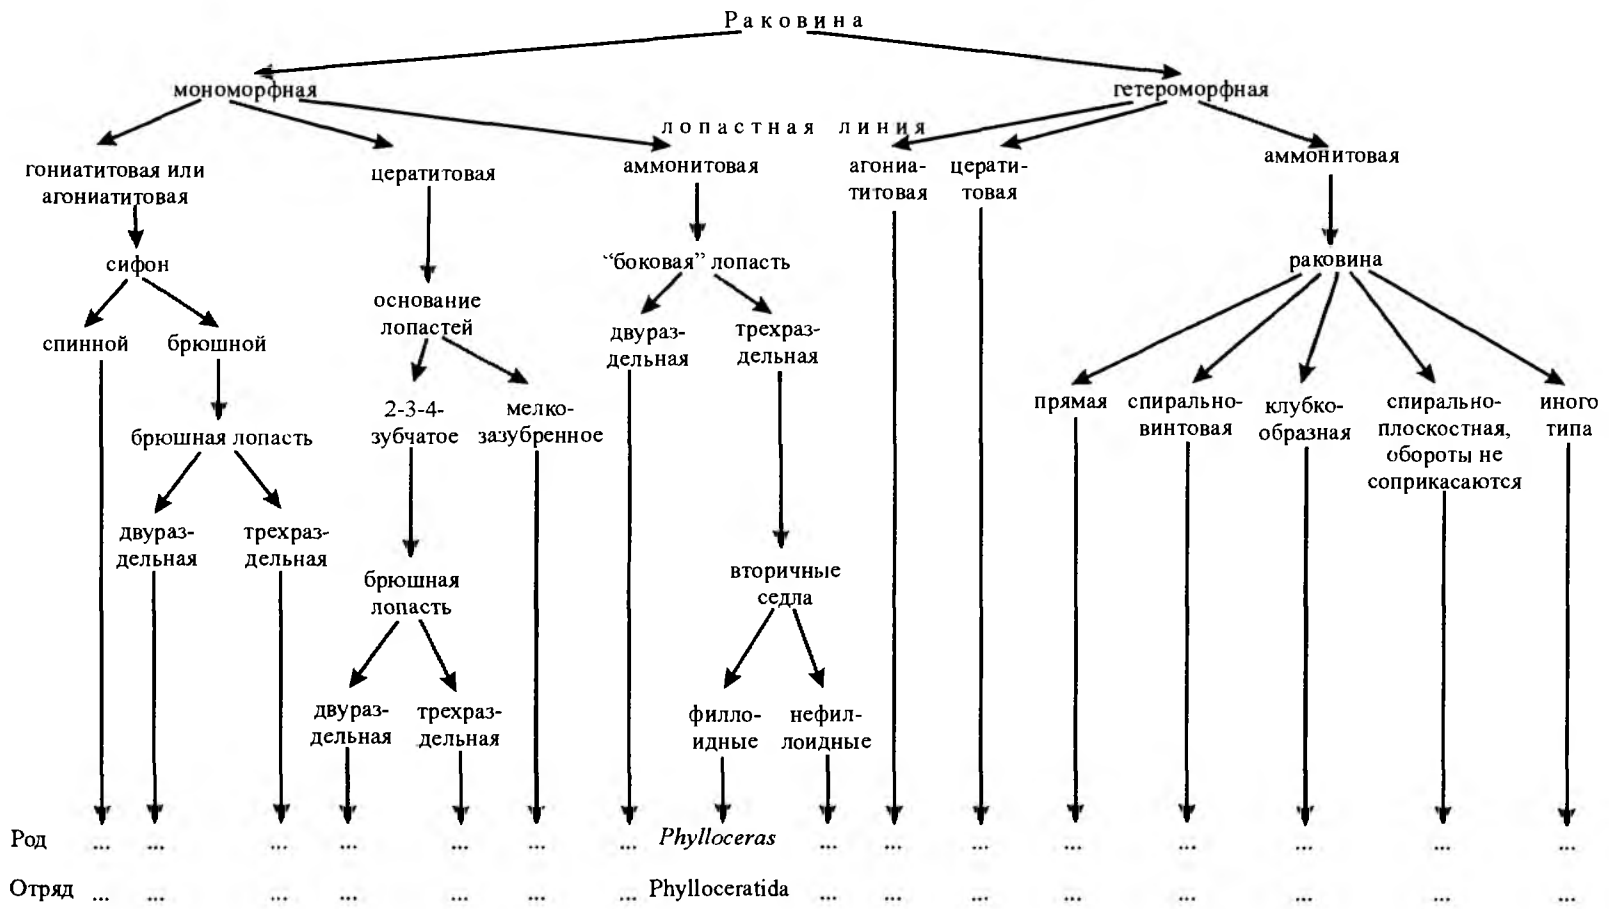 Раковина
мономорфная
гетероморфная
лопастная линия
гониатитовая или
агониатитовая
цератитовая
аммонитовая
агониа-
титовая
церати-
товая
аммонитовая
сифон
основание
лопастей
“боковая” лопасть
раковина
спинной
брюшной
двураз-
дельная
трехраз-
дельная
2-3-4-
зубчатое
мелко-
зазубренное
прямая
спирально-
винтовая
клубко-
образная
спирально-
плоскостная,
обороты не
соприкасаются
иного
типа
брюшная лопасть
двураз-
дельная
трехраз-
дельная
брюшная
лопасть
вторичные
седла
двураз-
дельная
трехраз-
дельная
филло-
идные
нефил-
лоидные
Род ... ... ... ... ... ... ... Phylloceras ... ... ... ... ... ... ... ...
Отряд ... ... ... ... ... ... ... Phylloceratida ... ... ... ... ... ... ... ...